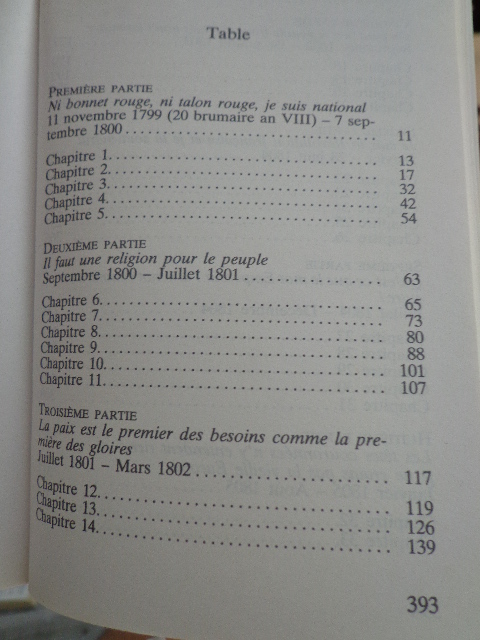 Table
PREMIÈRE PARTIE
Ni bonnet rouge, ni talon rouge, je suis national
11 novembre 1799 (20 brumaire an VIII) – 7 sep-
tembre 1800 .......... 11
Chapitre 1 .......... 13
Chapitre 2 .......... 17
Chapitre 3 .......... 32
Chapitre 4 .......... 42
Chapitre 5 .......... 54
DEUXIÈME PARTIE
Il faut une religion pour le peuple
Septembre 1800 – Juillet 1801 .......... 63
Chapitre 6 .......... 65
Chapitre 7 .......... 73
Chapitre 8 .......... 80
Chapitre 9 .......... 88
Chapitre 10 .......... 101
Chapitre 11 .......... 107
TROISIÈME PARTIE
La paix est le premier des besoins comme la pre-
mière des gloires
Juillet 1801 – Mars 1802 .......... 117
Chapitre 12 .......... 119
Chapitre 13 .......... 126
Chapitre 14 .......... 139
393